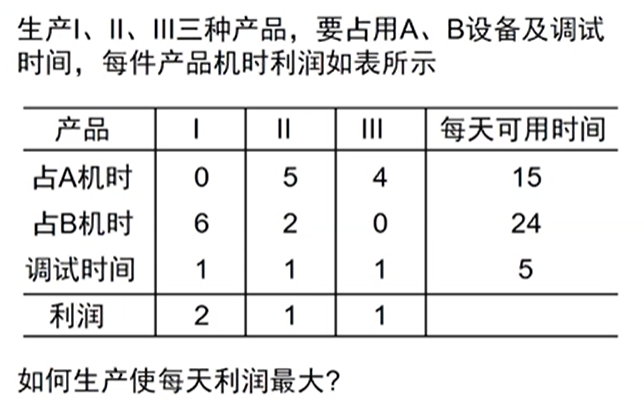 生产I、II、III三种产品，要占用A、B设备及调试
时间，每件产品机时利润如表所示
产品 I II III 每天可用时间
占A机时 0 5 4 15
占B机时 6 2 0 24
调试时间 1 1 1 5
利润 2 1 1
如何生产使每天利润最大?